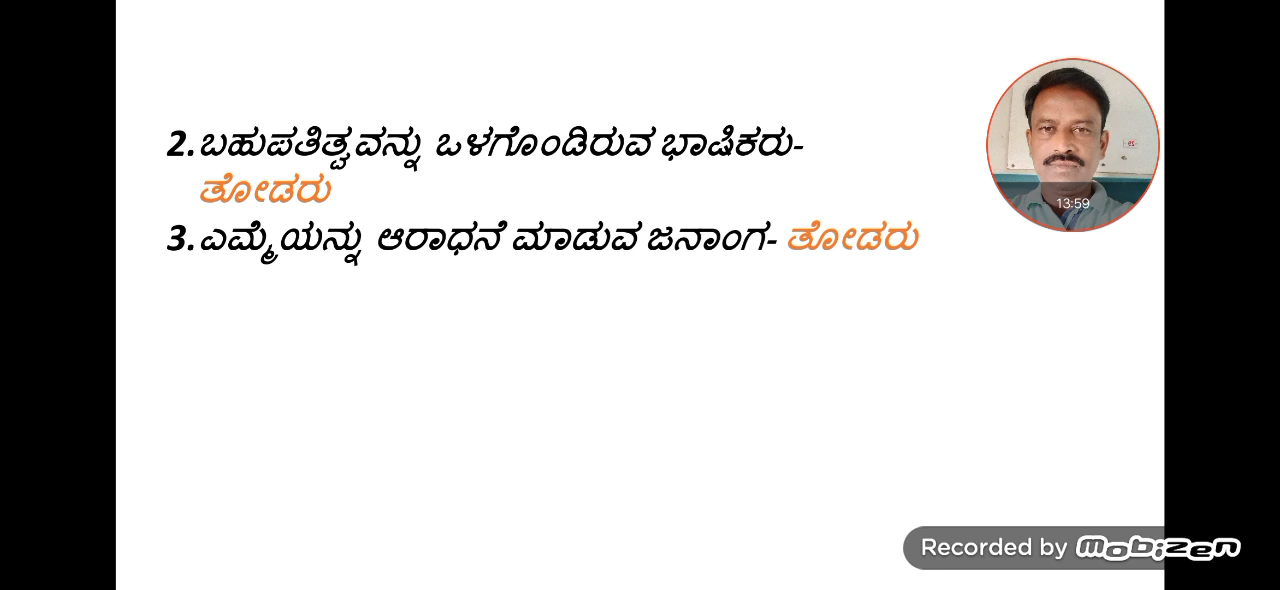 2. ಬಹುಪತಿತ್ವವನ್ನು ಒಳಗೊಂಡಿರುವ ಭಾಷಿಕರು-
ತೋಡರು
3. ಎಮ್ಮೆಯನ್ನು ಆರಾಧನೆ ಮಾಡುವ ಜನಾಂಗ- ತೋಡರು
13:59
Recorded by Mobizen